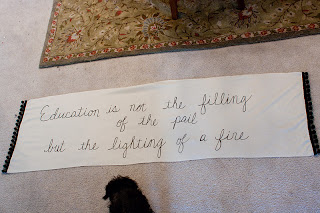 Education is not the filling
of the pail
but the lighting of a fire